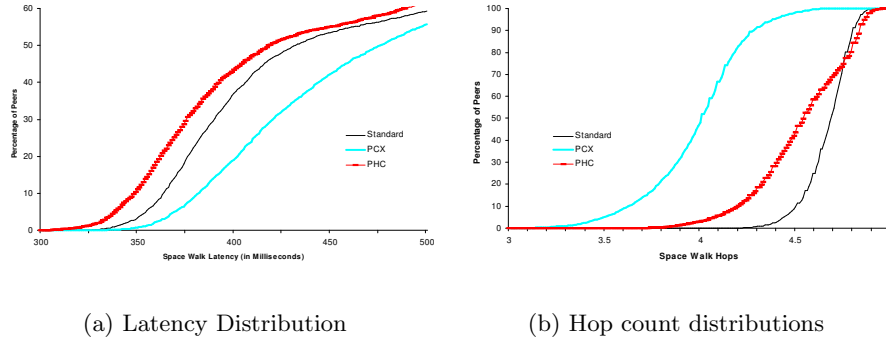 60
50
40
30
20
10
0
Percentage of Peers
Standard
PCX
PHC
300 350 400 450 500
Space Walk Latency (in Milliseconds)
100
90
80
70
60
50
40
30
20
10
0
Percentage of Peers
Standard
PCX
PHC
3 3.5 4 4.5
Space Walk Hops
(a) Latency Distribution
(b) Hop count distributions